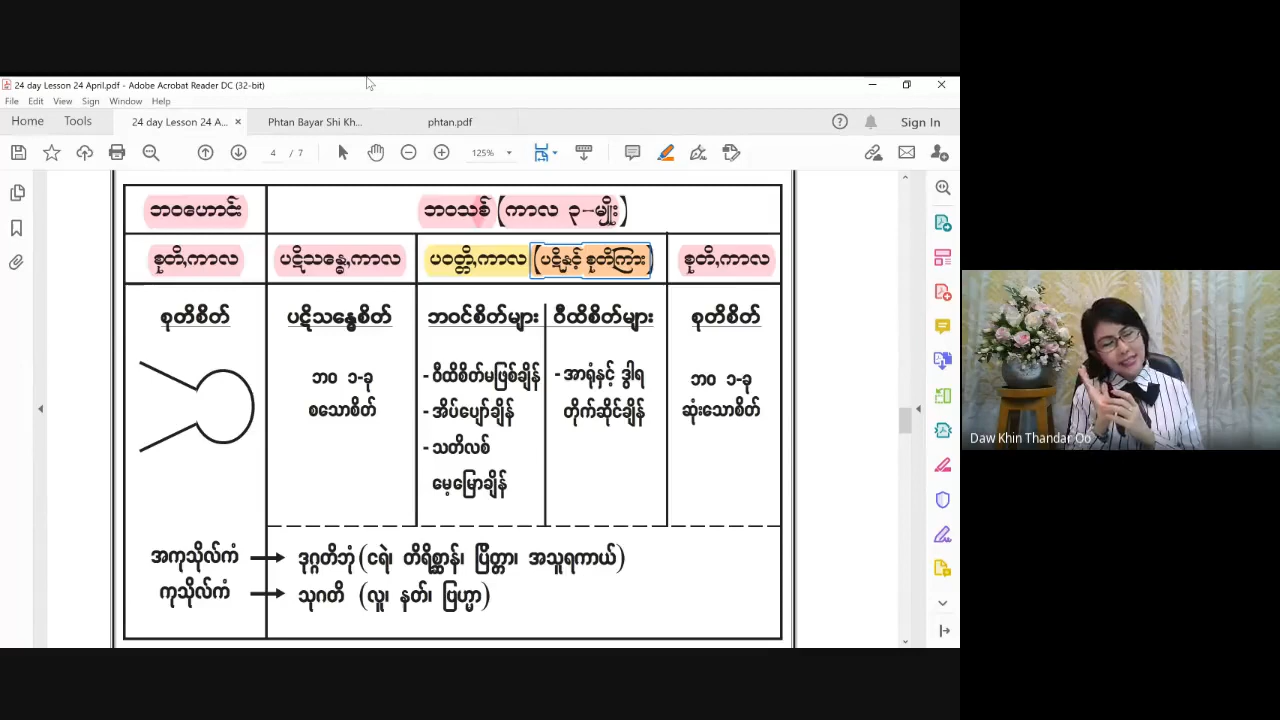 24 day Lesson 24 April.pdf - Adobe Acrobat Reader DC (32-bit)
File Edit View Sign Window Help
Home Tools 24 day Lesson 24 A... × Phtan Bayar Shi Kh... phtan.pdf Sign In
4 / 7 125%
ဘဝဟောင်း ဘဝသစ် (ကာလ ၃-မျိုး)
စုတိ,ကာလ ပဋိသန္ဓေ,ကာလ ပဝတ္တိ,ကာလ (ပဋိနှင့် စုတိကြား) စုတိ,ကာလ
စုတိစိတ် ပဋိသန္ဓေစိတ် ဘဝင်စိတ်များ ဝီထိစိတ်များ စုတိစိတ်
ဘဝ ၁-ခု - ဝီထိစိတ်မဖြစ်ချိန် - အာရုံနှင့် ဒွါရ ဘဝ ၁-ခု
စသောစိတ် - အိပ်ပျော်ချိန် တိုက်ဆိုင်ချိန် ဆုံးသောစိတ်
- သတိလစ်
မေ့မြောချိန်
အကုသိုလ်ကံ → ဒုဂ္ဂတိဘုံ (ငရဲ၊ တိရိစ္ဆာန်၊ ပြိတ္တာ၊ အသူရကာယ်)
ကုသိုလ်ကံ → သုဂတိ (လူ၊ နတ်၊ ဗြဟ္မာ)
Daw Khin Thandar Oo